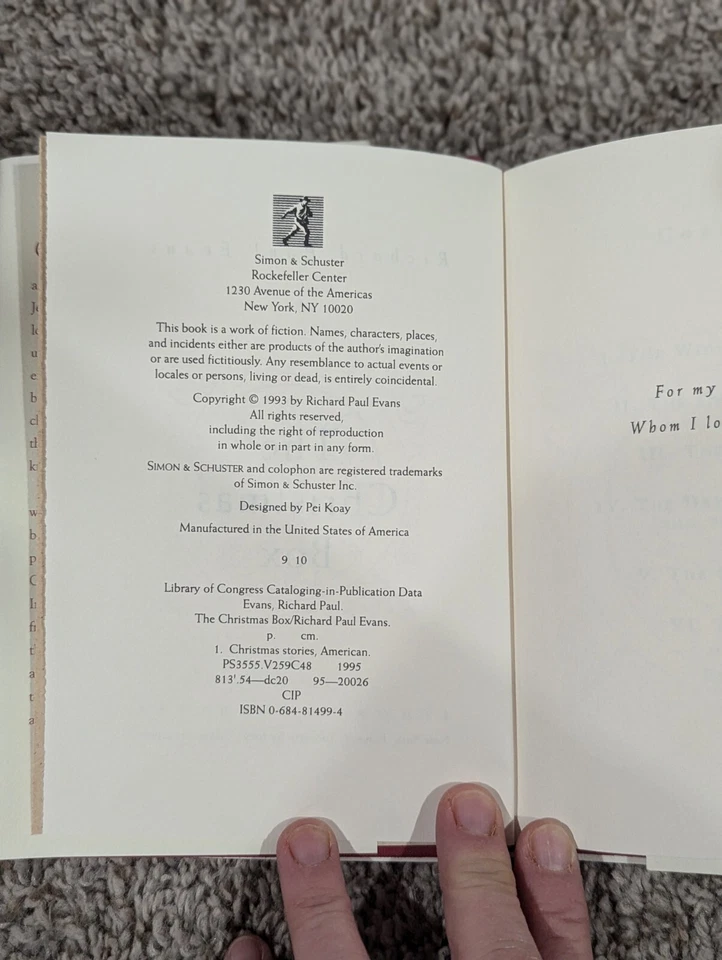 Simon & Schuster
Rockefeller Center
1230 Avenue of the Americas
New York, NY 10020
This book is a work of fiction. Names, characters, places,
and incidents either are products of the author's imagination
or are used fictitiously. Any resemblance to actual events or
locales or persons, living or dead, is entirely coincidental.
Copyright © 1993 by Richard Paul Evans
All rights reserved,
including the right of reproduction
in whole or in part in any form.
SIMON & SCHUSTER and colophon are registered trademarks
of Simon & Schuster Inc.
Designed by Pei Koay
Manufactured in the United States of America
9 10
Library of Congress Cataloging-in-Publication Data
Evans, Richard Paul.
The Christmas Box/Richard Paul Evans.
p. cm.
1. Christmas stories, American.
PS3555.V259C48 1995
813'.54—dc20 95—20026
CIP
ISBN 0-684-81499-4
For my
Whom I lo